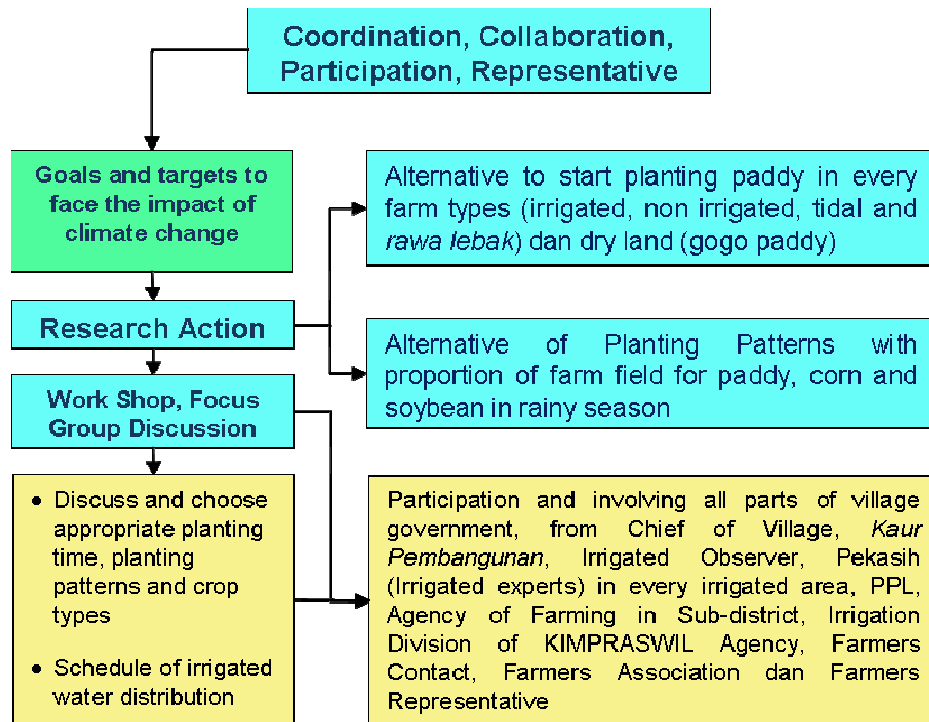 Coordination, Collaboration,
Participation, Representative
Goals and targets to
face the impact of
climate change
Alternative to start planting paddy in every
farm types (irrigated, non irrigated, tidal and
rawa lebak) dan dry land (gogo paddy)
Research Action
Alternative of Planting Patterns with
proportion of farm field for paddy, corn and
soybean in rainy season
Work Shop, Focus
Group Discussion
• Discuss and choose
appropriate planting
time, planting
patterns and crop
types
• Schedule of irrigated
water distribution
Participation and involving all parts of village
government, from Chief of Village, Kaur
Pembangunan, Irrigated Observer, Pekasih
(Irrigated experts) in every irrigated area, PPL,
Agency of Farming in Sub-district, Irrigation
Division of KIMPRASWIL Agency, Farmers
Contact, Farmers Association dan Farmers
Representative